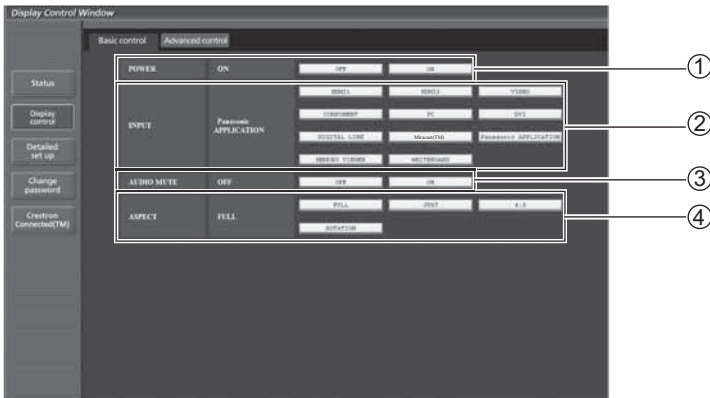 Display Control Window
Basic control Advanced control
Status
Display control
Detailed set up
Change password
Crestron Connected(TM)
POWER ON OFF ON ①
INPUT Panasonic APPLICATION HDMI1 HDMI2 VIDEO ②
COMPONENT PC DVI
DIGITAL LINK Miracast(TM) Panasonic APPLICATION
MEMORY VIEWER WHITEBOARD
AUDIO MUTE OFF OFF ON ③
ASPECT FULL FULL JUST 4:3 ④
ROTATION